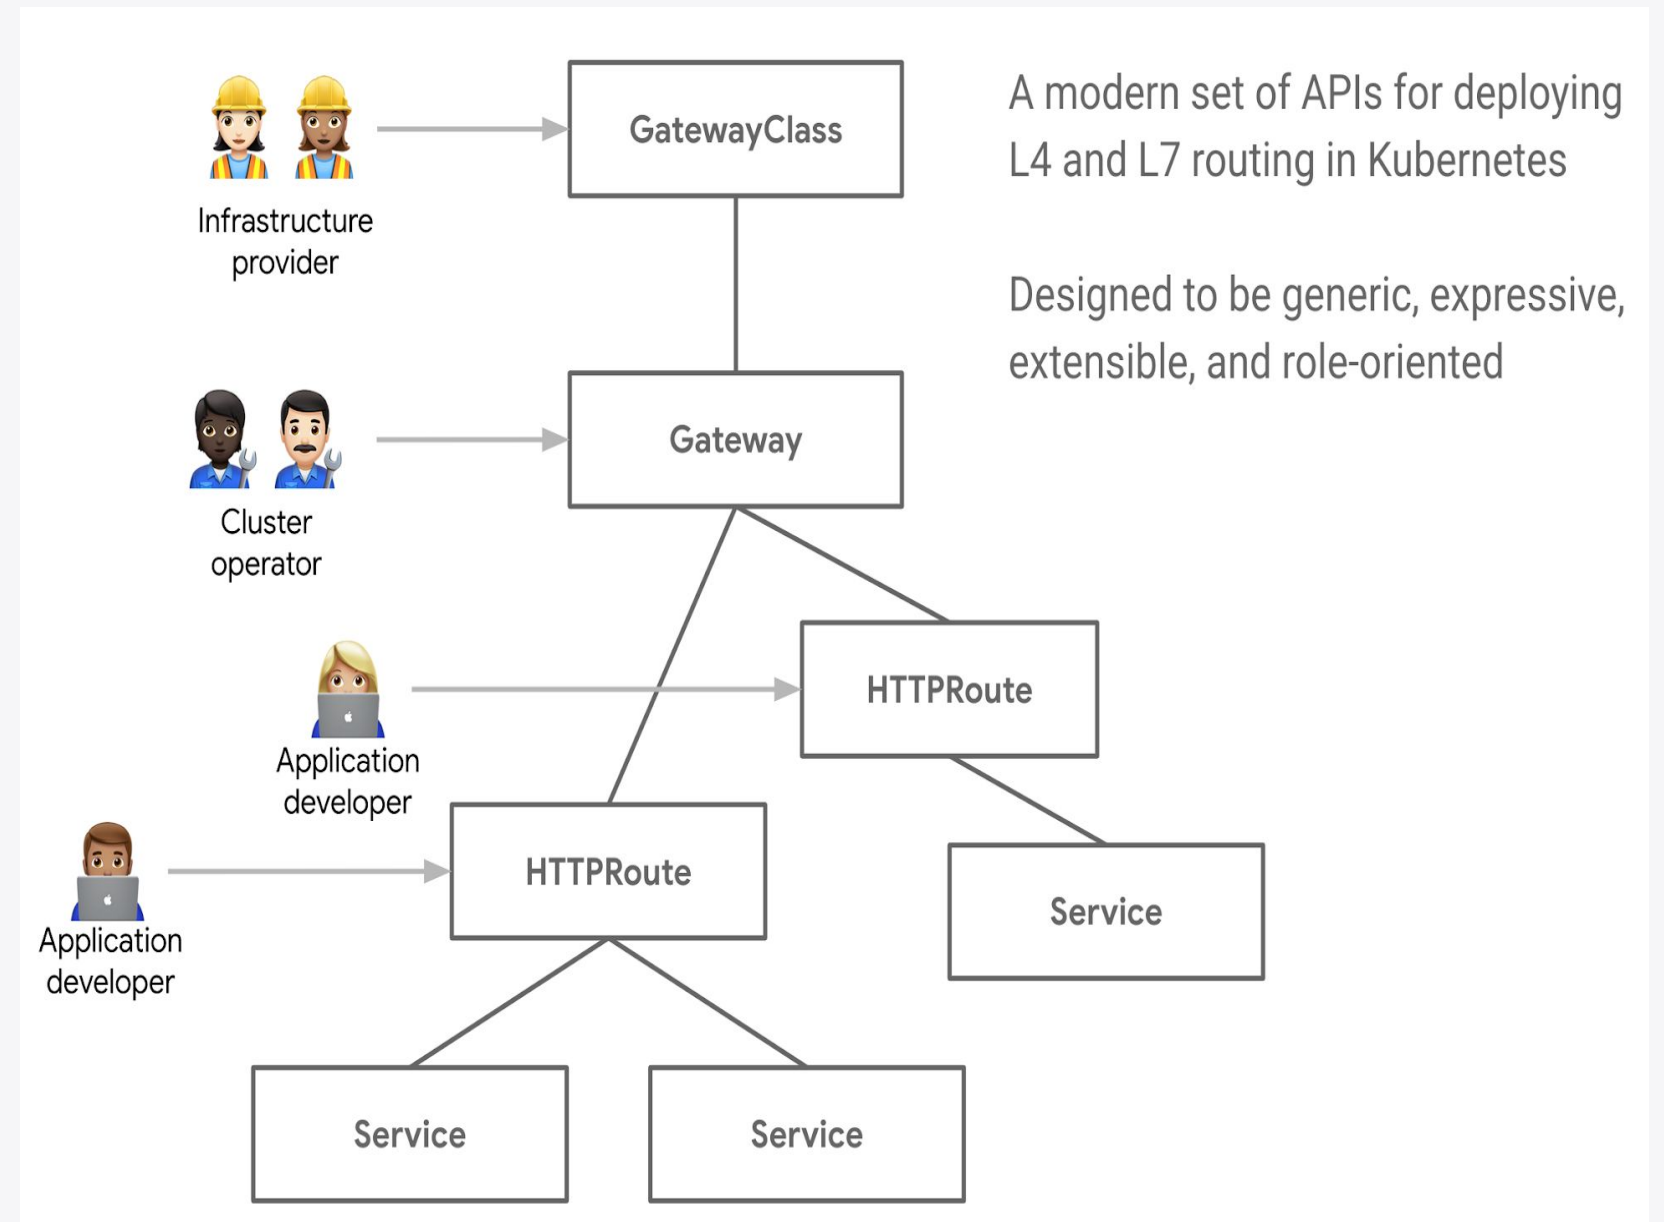 GatewayClass
A modern set of APIs for deploying
L4 and L7 routing in Kubernetes
Infrastructure
provider
Designed to be generic, expressive,
extensible, and role-oriented
Gateway
Cluster
operator
HTTPRoute
Application
developer
HTTPRoute
Application
developer
Service
Service
Service